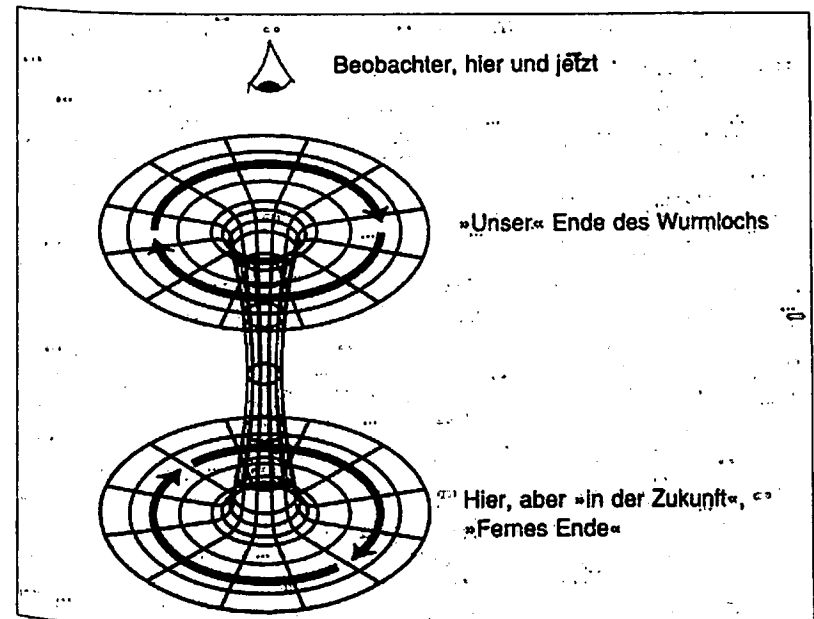 Beobachter, hier und jetzt
»Unser« Ende des Wurmlochs
Hier, aber »in der Zukunft«,
»Fernes Ende«